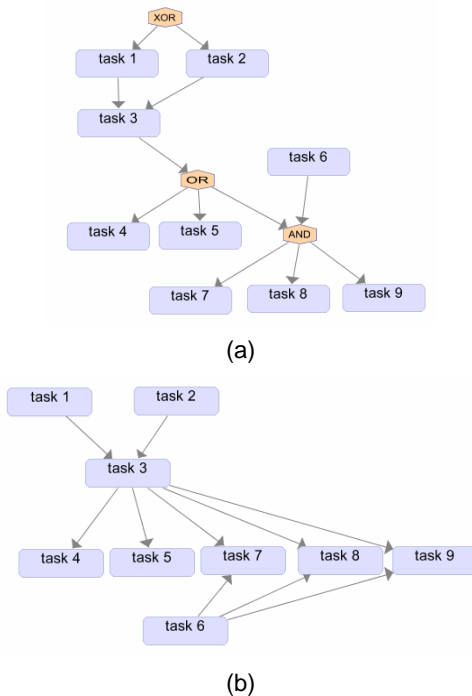 XOR
task 1 task 2
task 3
task 6
OR
task 4 task 5
AND
task 7 task 8 task 9
(a)
task 1 task 2
task 3
task 4 task 5 task 7 task 8 task 9
task 6
(b)